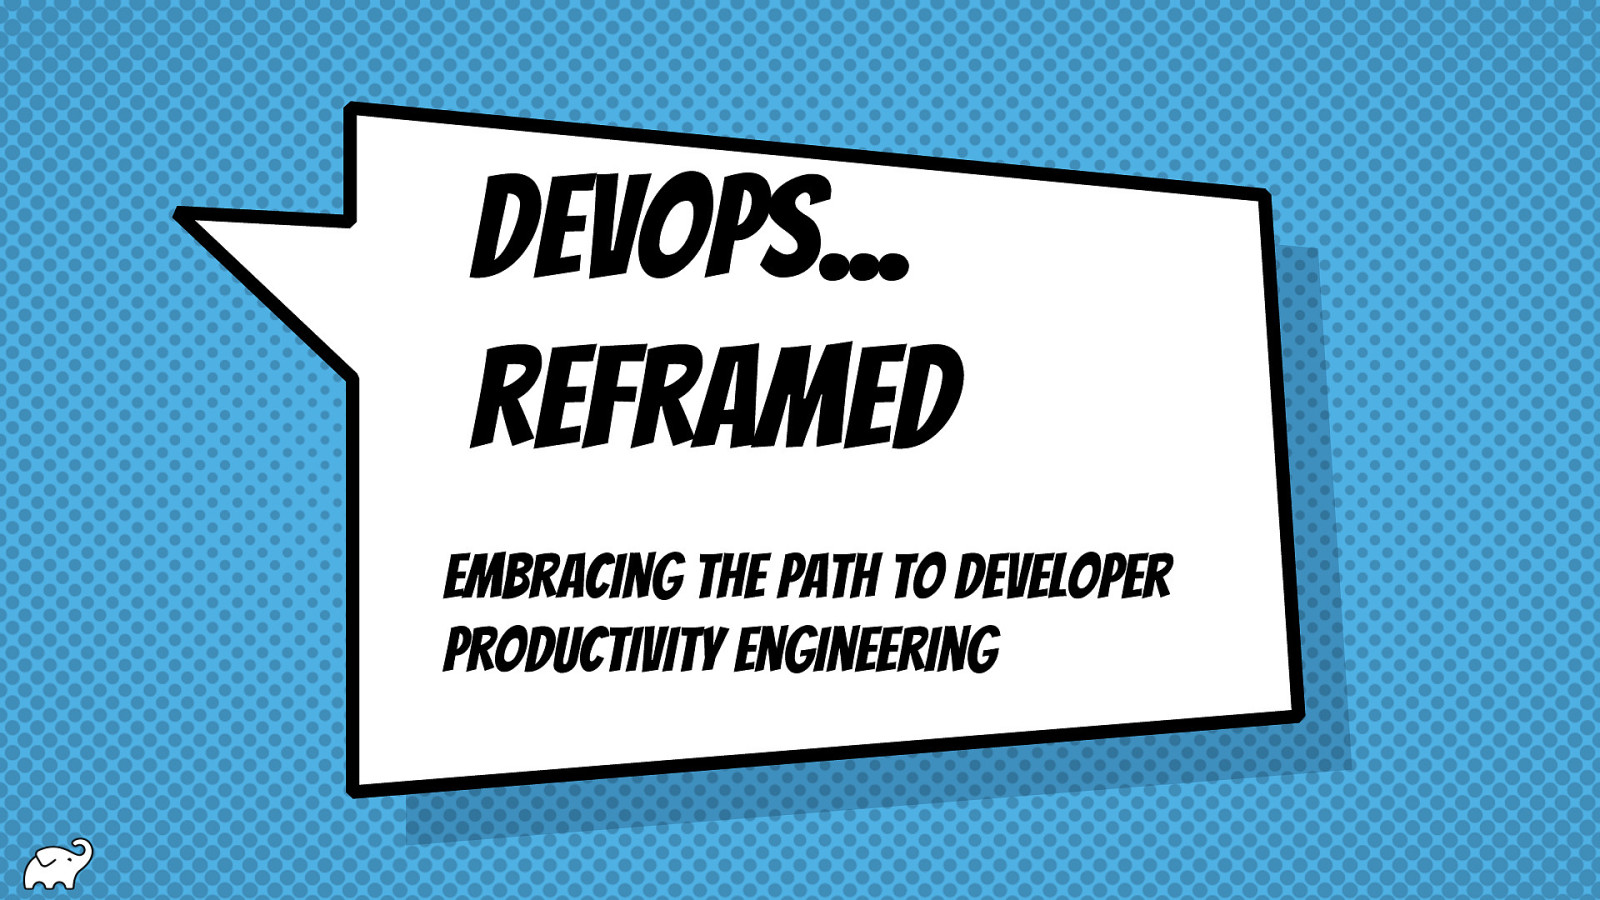 DEVOPS...
REFRAMED
EMBRACING THE PATH TO DEVELOPER
PRODUCTIVITY ENGINEERING